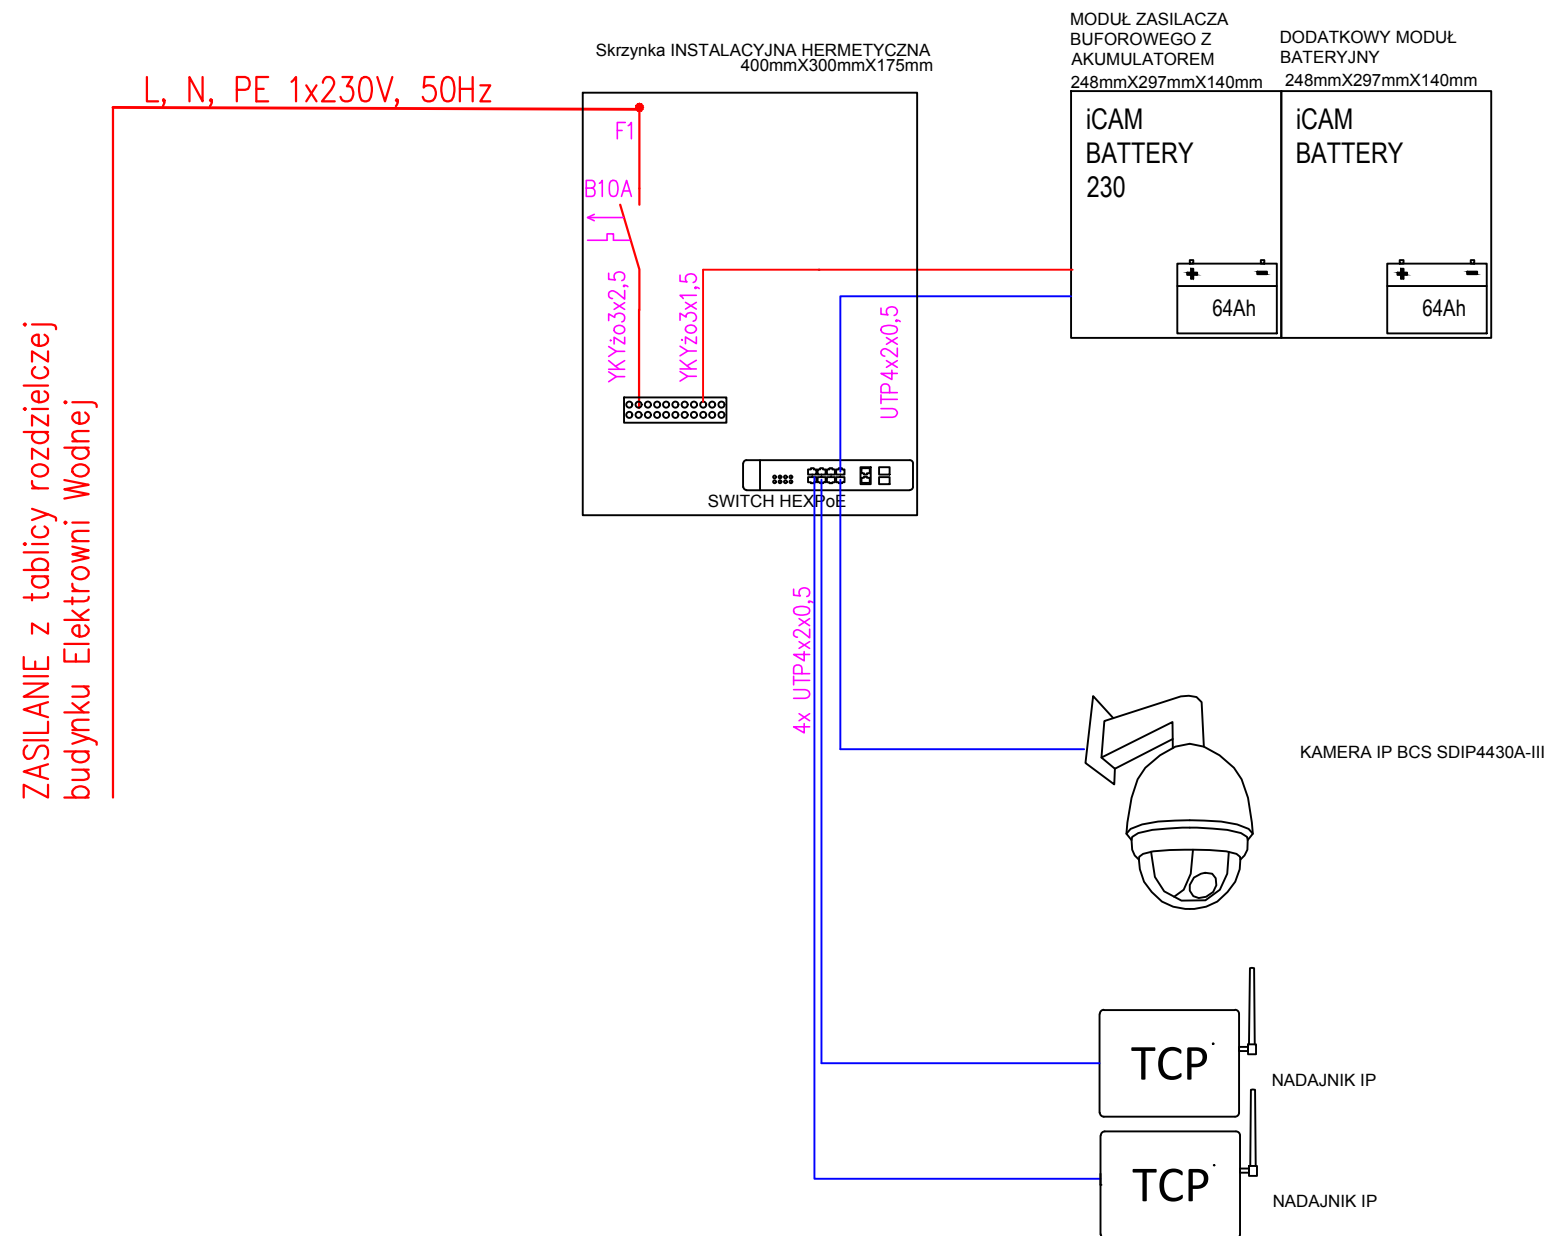 MODUŁ ZASILACZA
BUFOROWEGO Z
AKUMULATOREM
248mmX297mmX140mm
DODATKOWY MODUŁ
BATERYJNY
248mmX297mmX140mm
Skrzynka INSTALACYJNA HERMETYCZNA
400mmX300mmX175mm
L, N, PE 1x230V, 50Hz
F1
B10A
iCAM
BATTERY
230
iCAM
BATTERY
64Ah
64Ah
YKYżo3x2,5
YKYżo3x1,5
UTP4x2x0,5
SWITCH HEXPoE
ZASILANIE z tablicy rozdzielczej
budynku Elektrowni Wodnej
4x UTP4x2x0,5
KAMERA IP BCS SDIP4430A-III
TCP
NADAJNIK IP
TCP
NADAJNIK IP